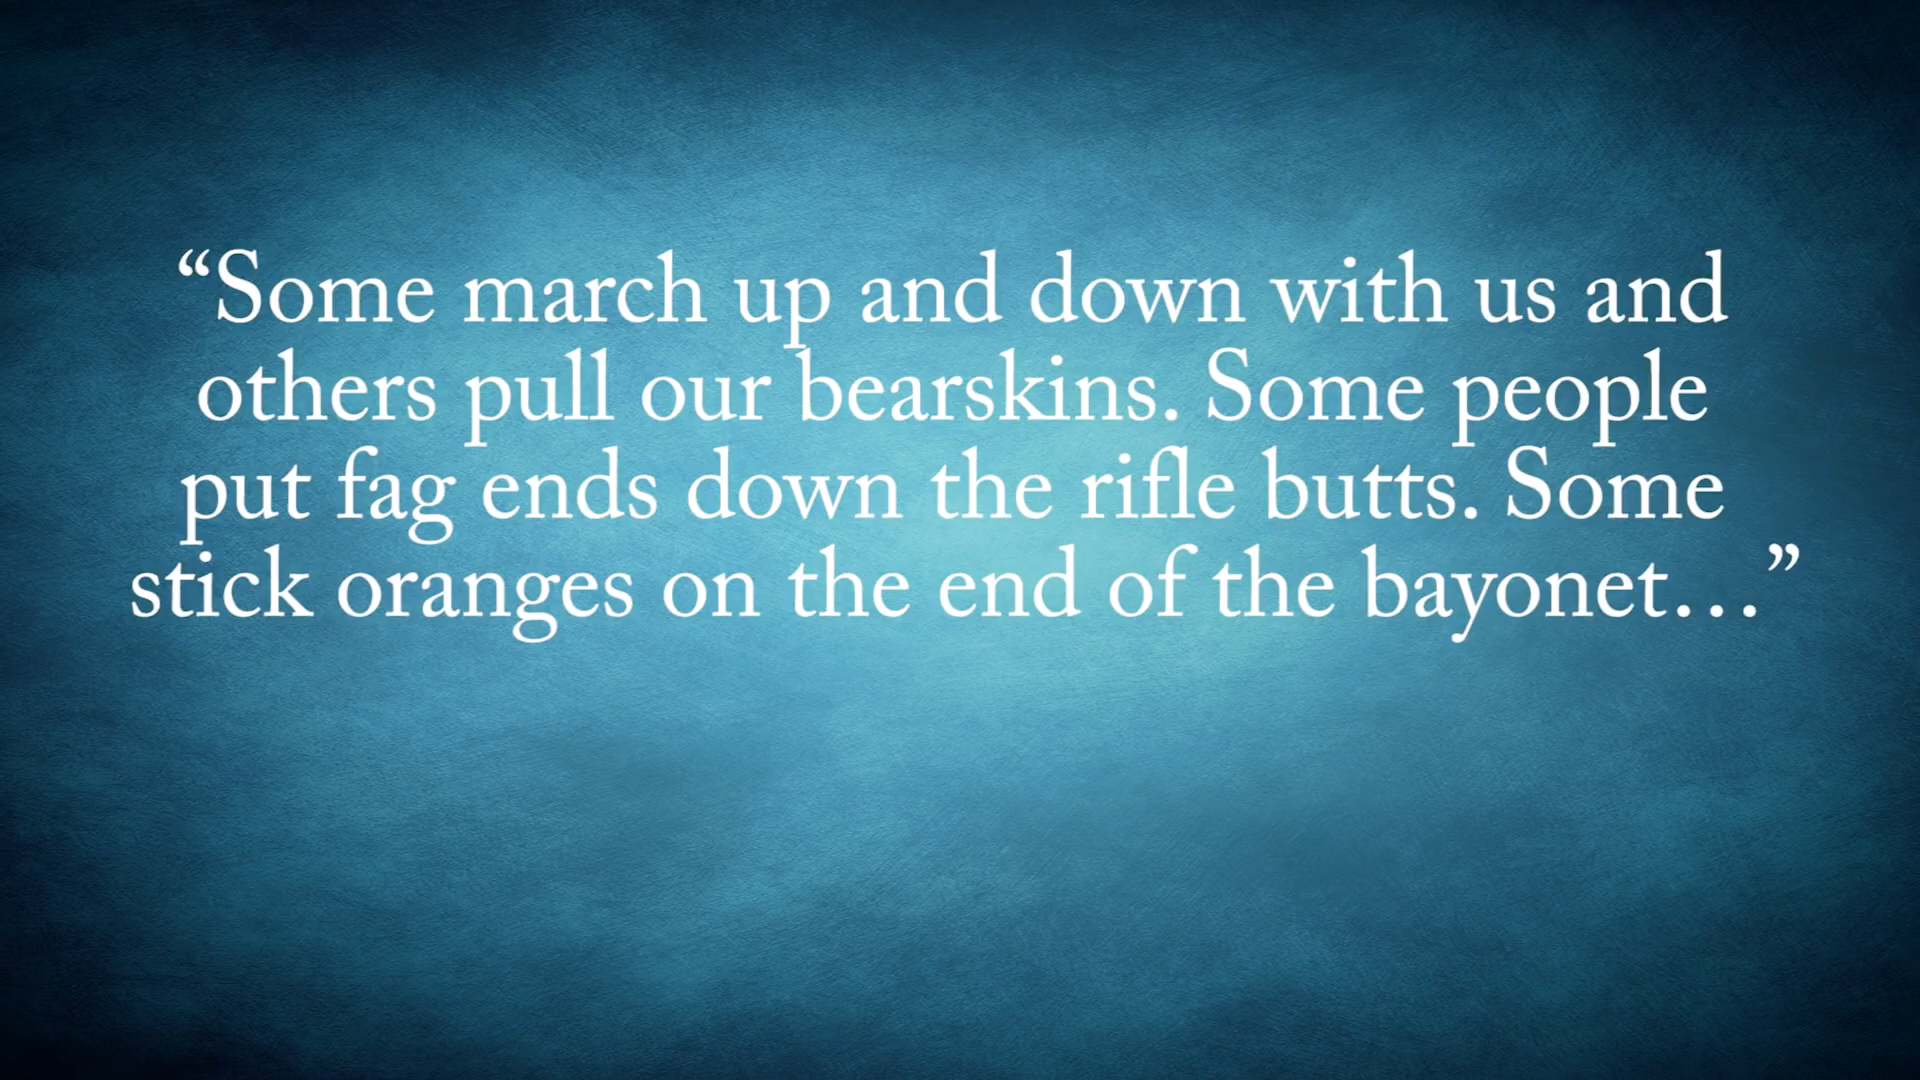 “Some march up and down with us and
others pull our bearskins. Some people
put fag ends down the rifle butts. Some
stick oranges on the end of the bayonet…”